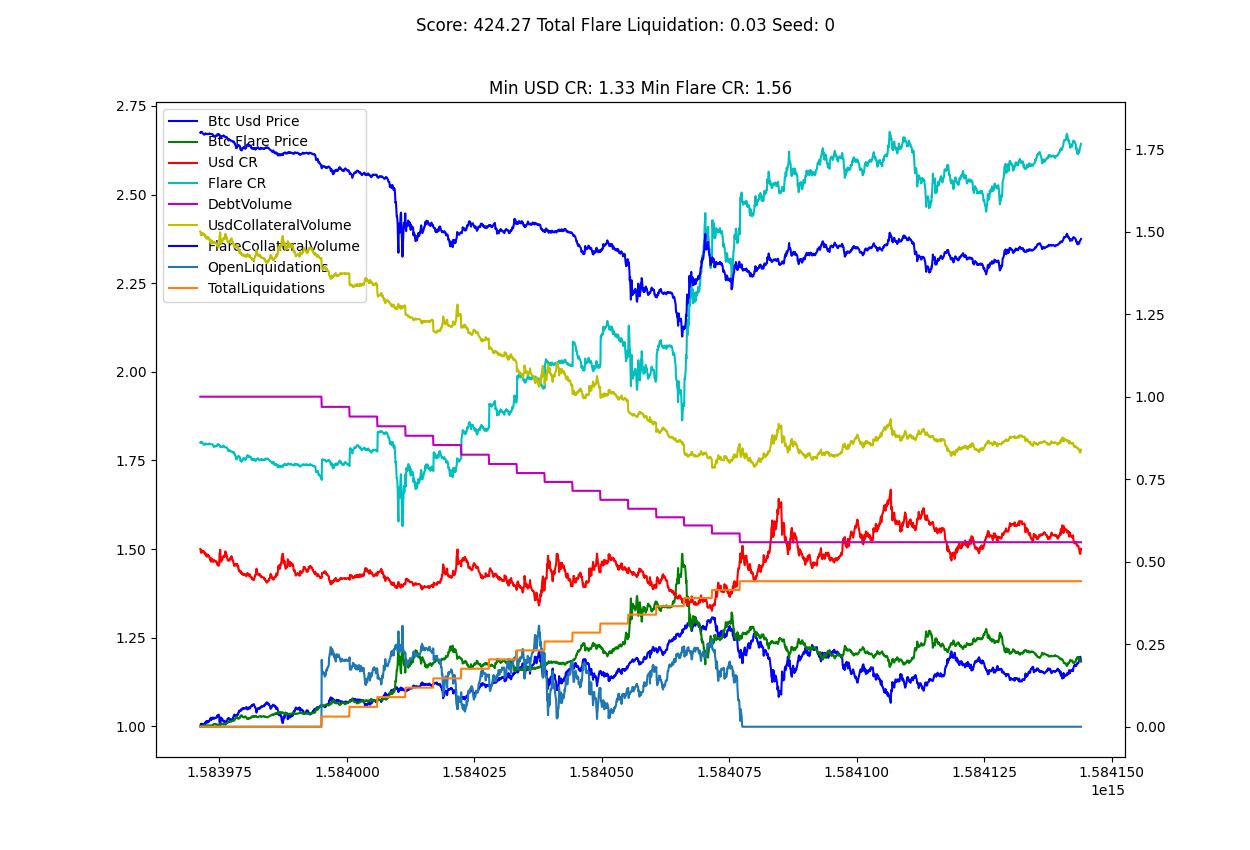 Score: 424.27 Total Flare Liquidation: 0.03 Seed: 0
Min USD CR: 1.33 Min Flare CR: 1.56
Btc Usd Price
Btc Flare Price
Usd CR
Flare CR
DebtVolume
UsdCollateralVolume
FlareCollateralVolume
OpenLiquidations
TotalLiquidations
2.75
2.50
2.25
2.00
1.75
1.50
1.25
1.00
1.75
1.50
1.25
1.00
0.75
0.50
0.25
0.00
1.583975 1.584000 1.584025 1.584050 1.584075 1.584100 1.584125 1.584150
1e15